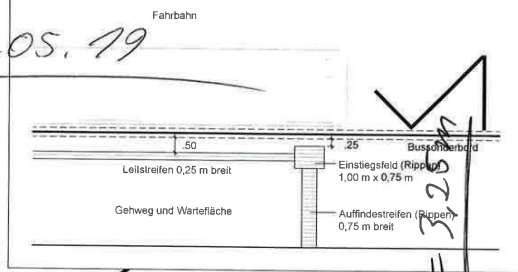 Fahrbahn
05. 19
.50
.25
Bussonderbord
Leitstreifen 0,25 m breit
Einstiegsfeld (Rippen)
1,00 m x 0,75 m
Gehweg und Wartefläche
Auffindestreifen (Rippen)
0,75 m breit
= 3,25 m